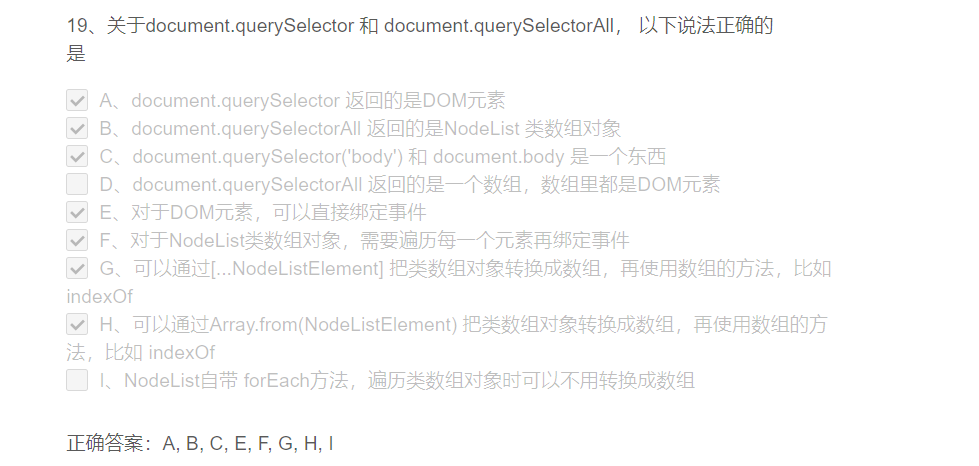 19、关于document.querySelector 和 document.querySelectorAll， 以下说法正确的
是
A、document.querySelector 返回的是DOM元素
B、document.querySelectorAll 返回的是NodeList 类数组对象
C、document.querySelector('body') 和 document.body 是一个东西
D、document.querySelectorAll 返回的是一个数组，数组里都是DOM元素
E、对于DOM元素，可以直接绑定事件
F、对于NodeList类数组对象，需要遍历每一个元素再绑定事件
G、可以通过[...NodeListElement] 把类数组对象转换成数组，再使用数组的方法，比如
indexOf
H、可以通过Array.from(NodeListElement) 把类数组对象转换成数组，再使用数组的方
法，比如 indexOf
I、NodeList自带 forEach方法，遍历类数组对象时可以不用转换成数组
正确答案：A, B, C, E, F, G, H, I